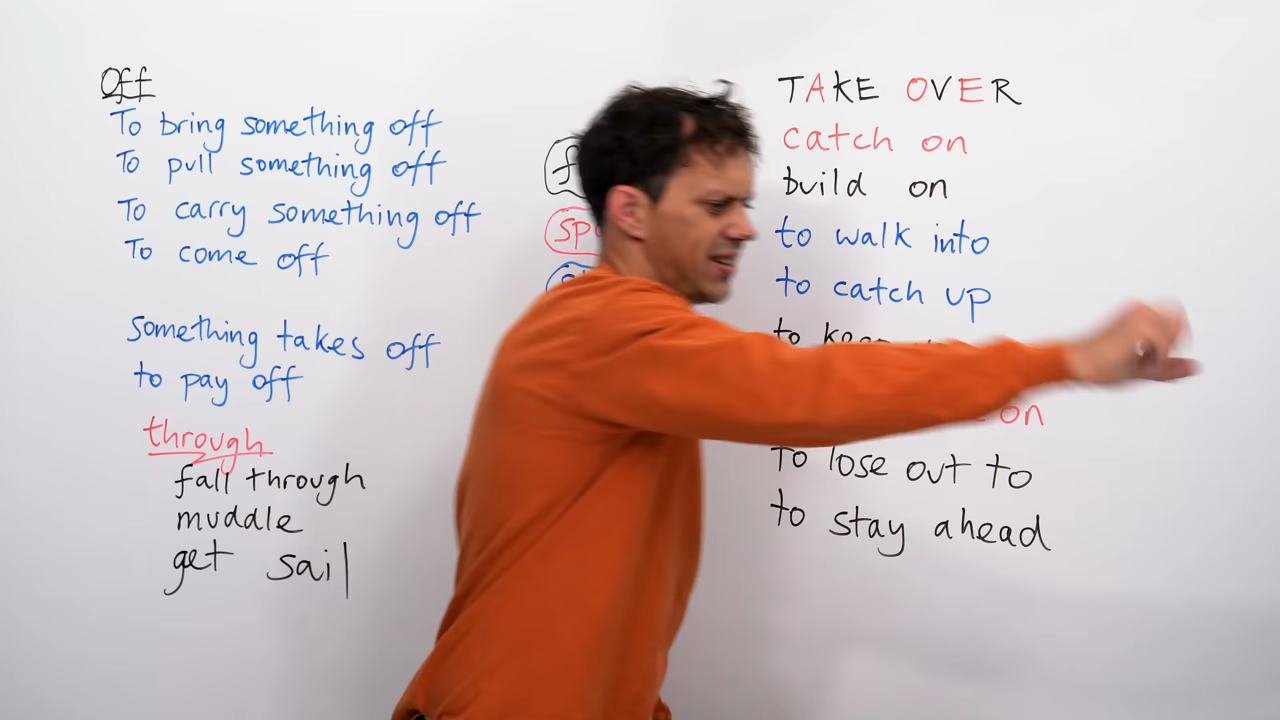 Off
To bring something off
To pull something off
To carry something off
To come off
something takes off
to pay off
through
fall through
muddle
get sail
TAKE OVER
catch on
build on
to walk into
to catch up
to
on
To lose out to
to stay ahead